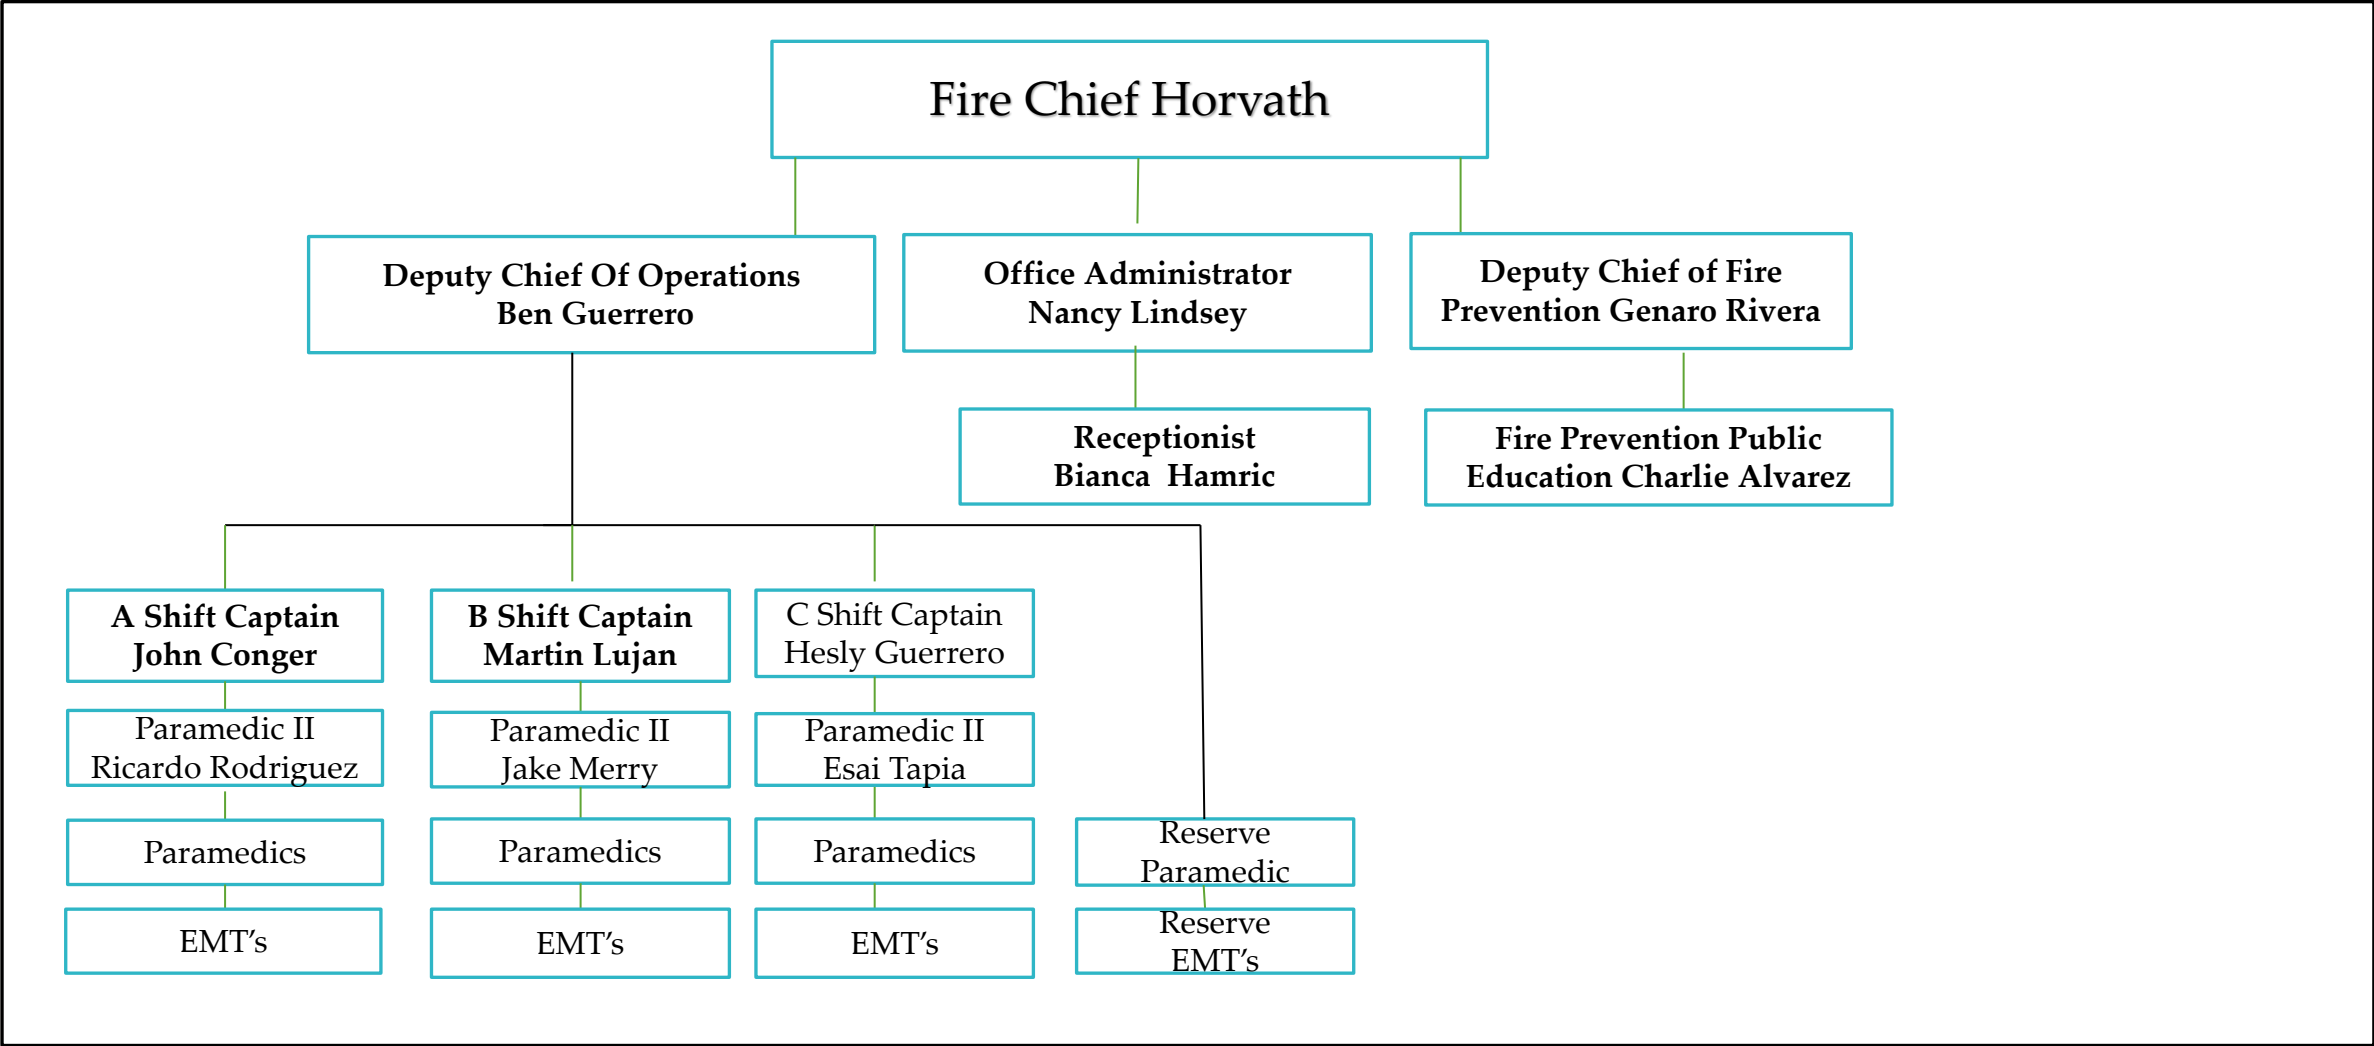 Fire Chief Horvath
Deputy Chief Of Operations
Ben Guerrero
Office Administrator
Nancy Lindsey
Deputy Chief of Fire
Prevention Genaro Rivera
Receptionist
Bianca  Hamric
Fire Prevention Public
Education Charlie Alvarez
A Shift Captain
John Conger
B Shift Captain
Martin Lujan
C Shift Captain
Hesly Guerrero
Paramedic II
Ricardo Rodriguez
Paramedic II
Jake Merry
Paramedic II
Esai Tapia
Paramedics
Paramedics
Paramedics
Reserve
Paramedic
EMT’s
EMT’s
EMT’s
Reserve
EMT’s